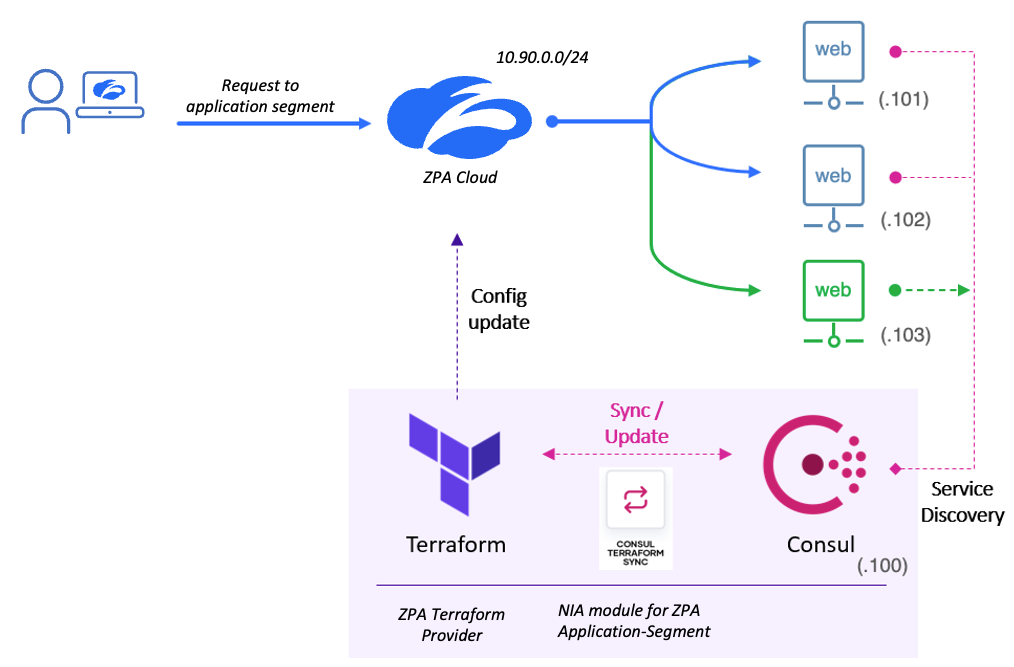 10.90.0.0/24
Request to
application segment
ZPA Cloud
web
(.101)
web
(.102)
web
(.103)
Config
update
Sync /
Update
Terraform
CONSUL
TERRAFORM
SYNC
Consul
(.100)
Service
Discovery
ZPA Terraform
Provider
NIA module for ZPA
Application-Segment